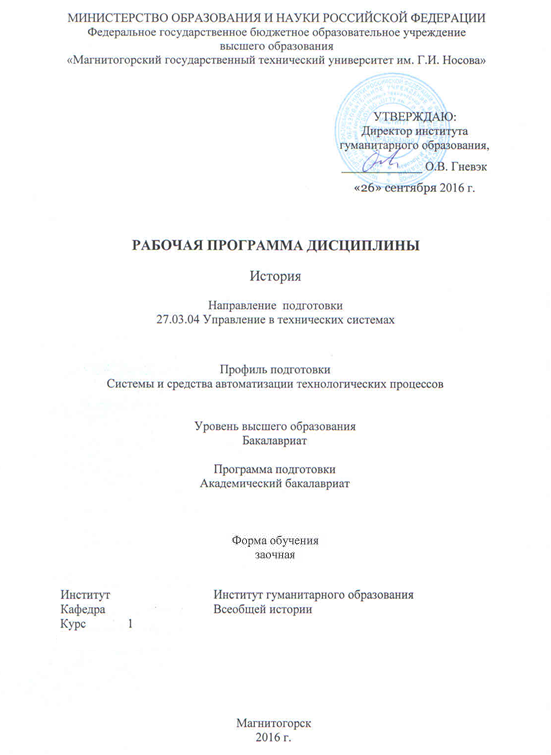 МИНИСТЕРСТВО ОБРАЗОВАНИЯ И НАУКИ РОССИЙСКОЙ ФЕДЕРАЦИИ
Федеральное государственное бюджетное образовательное учреждение
высшего образования
«Магнитогорский государственный технический университет им. Г.И. Носова»
УТВЕРЖДАЮ:
Директор института
гуманитарного образования,
О.В. Гневэк
«26» сентября 2016 г.
РАБОЧАЯ ПРОГРАММА ДИСЦИПЛИНЫ
История
Направление подготовки
27.03.04 Управление в технических системах
Профиль подготовки
Системы и средства автоматизации технологических процессов
Уровень высшего образования
Бакалавриат
Программа подготовки
Академический бакалавриат
Форма обучения
заочная
Институт Институт гуманитарного образования
Кафедра Всеобщей истории
Курс 1
Магнитогорск
2016 г.